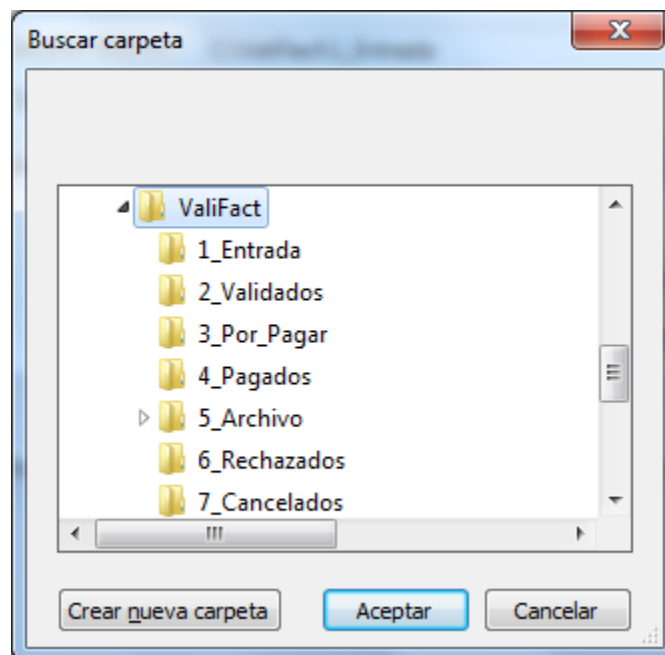 Buscar carpeta
ValiFact
1_Entrada
2_Validados
3_Por_Pagar
4_Pagados
5_Archivo
6_Rechazados
7_Cancelados
Crear nueva carpeta
Aceptar
Cancelar